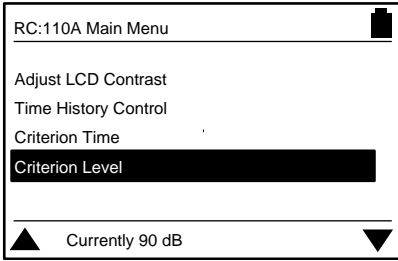 RC:110A Main Menu
Adjust LCD Contrast
Time History Control
Criterion Time
Criterion Level
Currently 90 dB